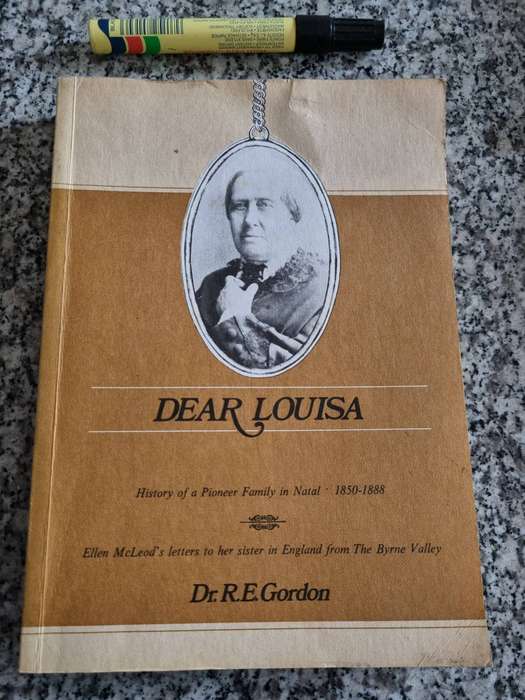 DEAR LOUISA
History of a Pioneer Family in Natal · 1850-1888
Ellen McLeod's letters to her sister in England from The Byrne Valley
Dr. R.E. Gordon